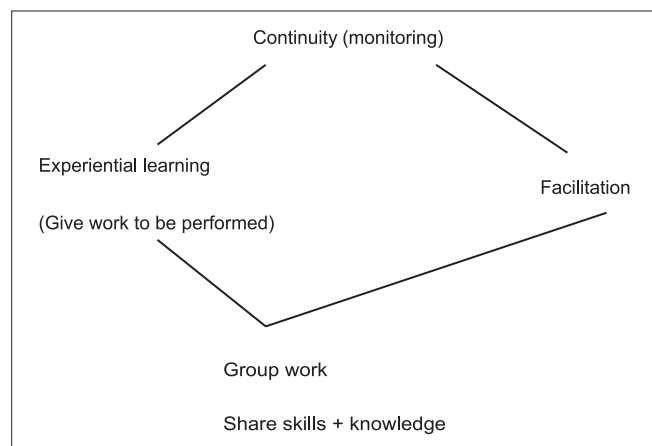 Continuity (monitoring)
Experiential learning
Facilitation
(Give work to be performed)
Group work
Share skills + knowledge